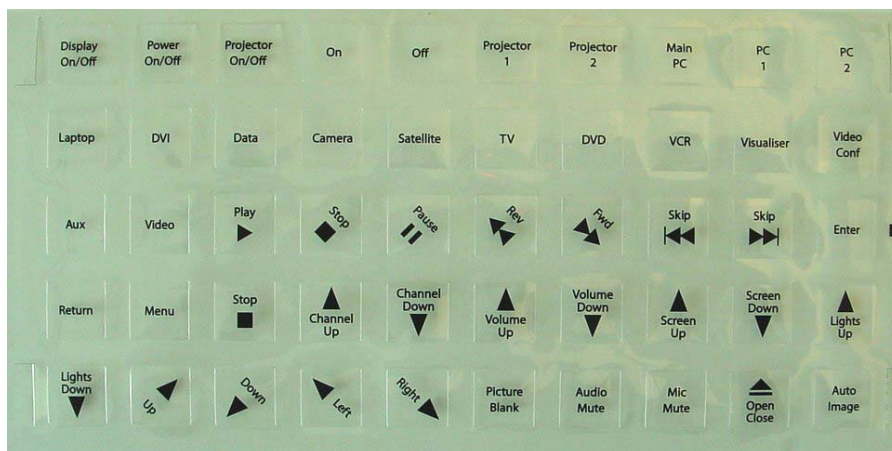 Display On/Off
Power On/Off
Projector On/Off
On
Off
Projector 1
Projector 2
Main PC
PC 1
PC 2
Laptop
DVI
Data
Camera
Satellite
TV
DVD
VCR
Visualiser
Video Conf
Aux
Video
Play
Stop
Pause
Rev
Fwd
Skip
Skip
Enter
Return
Menu
Stop
Channel Up
Channel Down
Volume Up
Volume Down
Screen Up
Screen Down
Lights Up
Lights Down
Up
Down
Left
Right
Picture Blank
Audio Mute
Mic Mute
Open Close
Auto Image